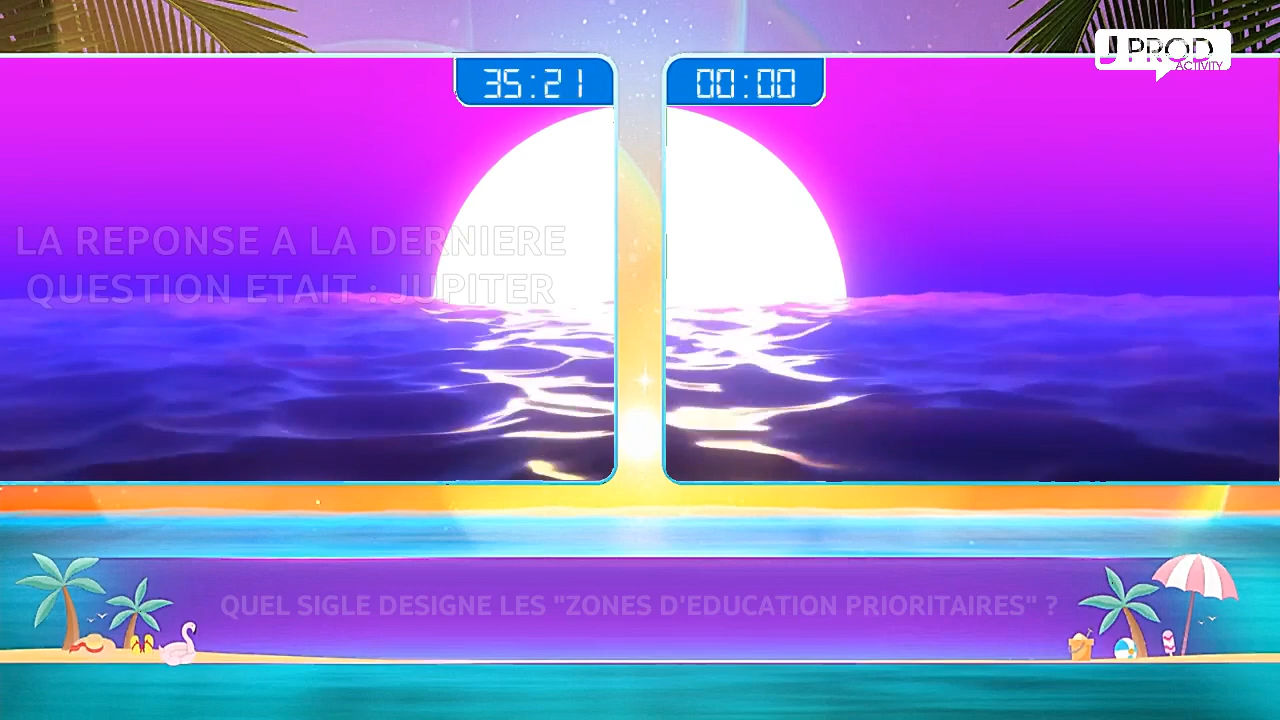 J PROD
ACTIVITY
35:21
00:00
LA REPONSE A LA DERNIERE
QUESTION ETAIT : JUPITER
QUEL SIGLE DESIGNE LES "ZONES D'EDUCATION PRIORITAIRES" ?